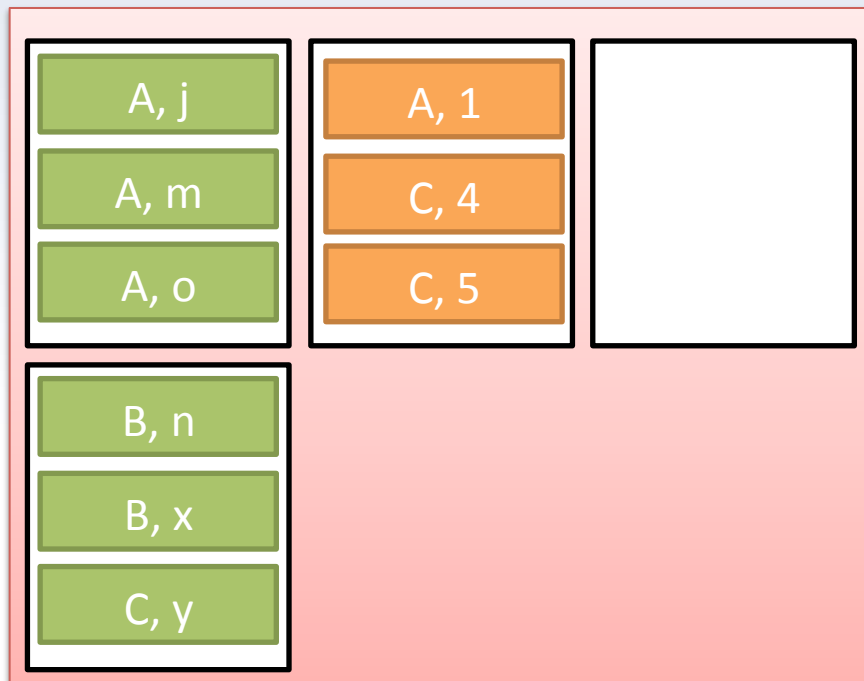 A, j
A, m
A, o
A, 1
C, 4
C, 5
B, n
B, x
C, y